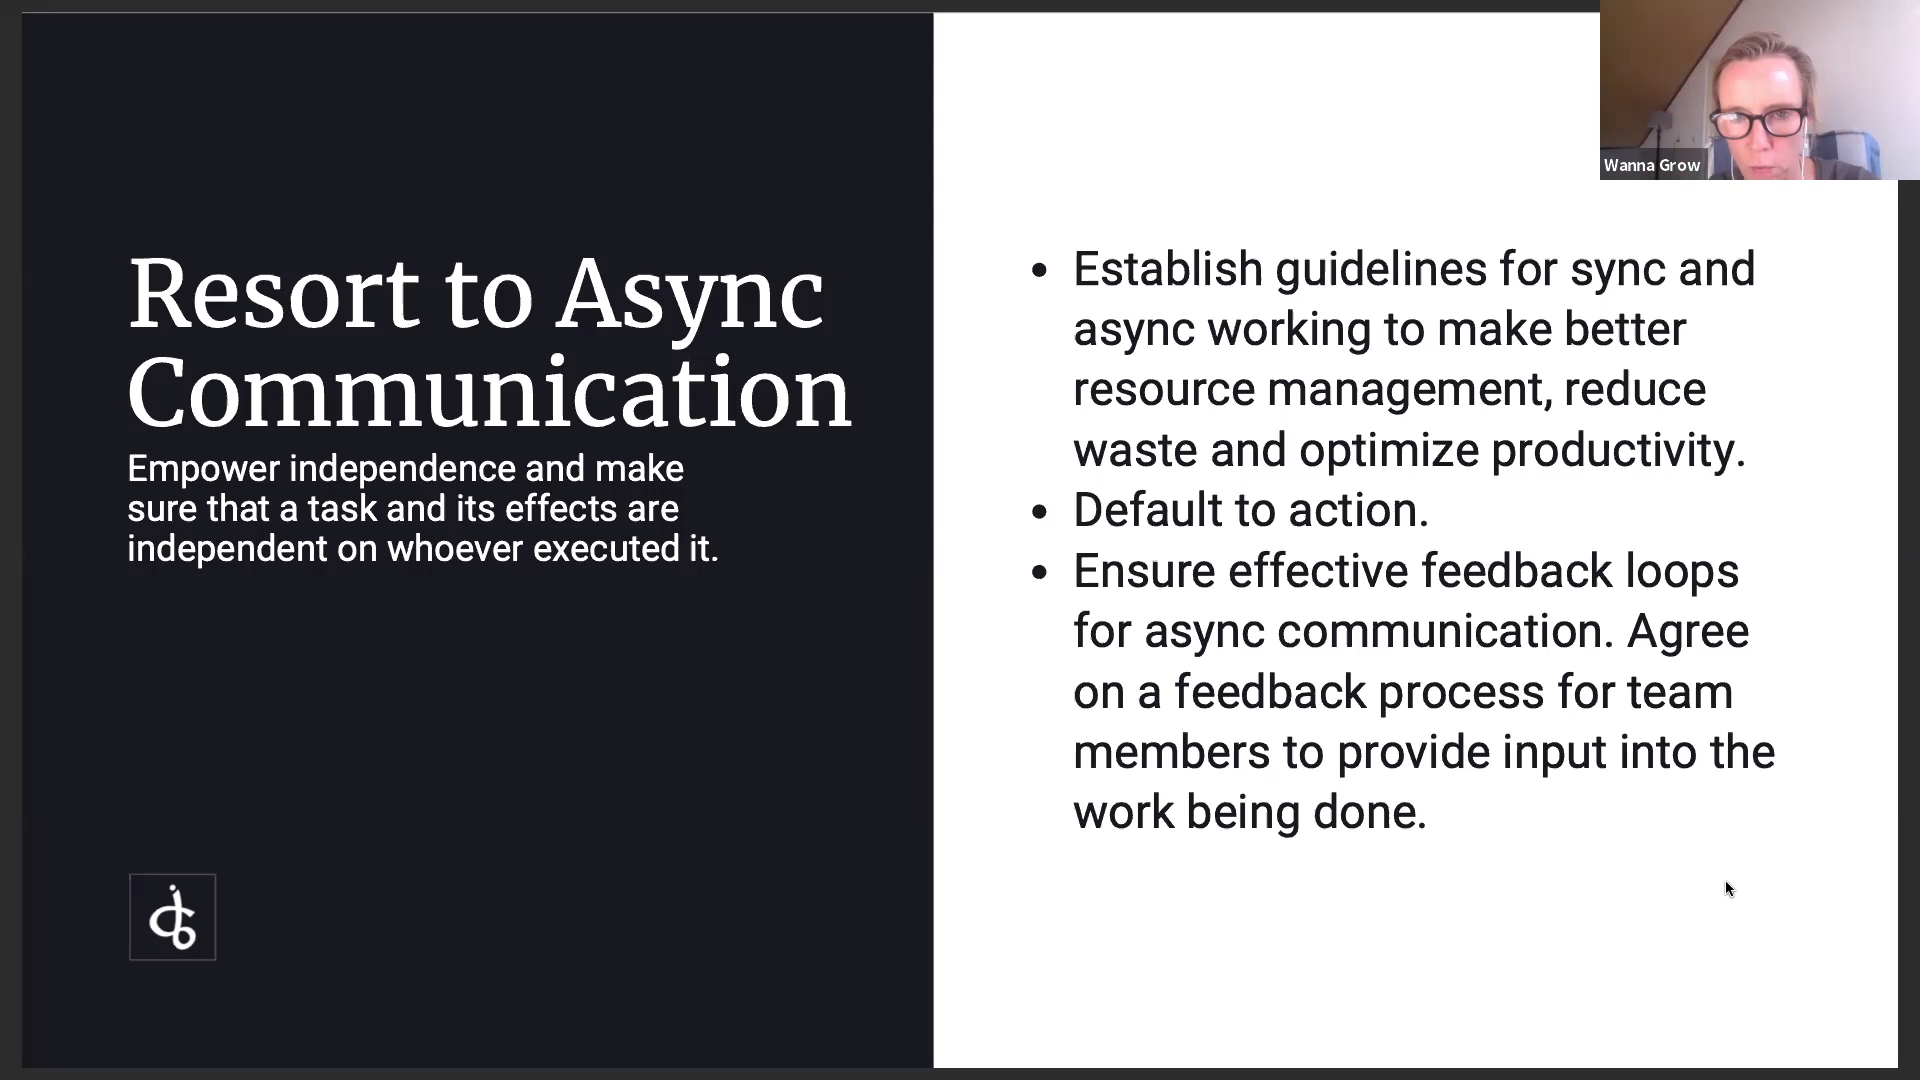 Resort to Async
Communication
Empower independence and make
sure that a task and its effects are
independent on whoever executed it.
• Establish guidelines for sync and
async working to make better
resource management, reduce
waste and optimize productivity.
• Default to action.
• Ensure effective feedback loops
for async communication. Agree
on a feedback process for team
members to provide input into the
work being done.
Wanna Grow